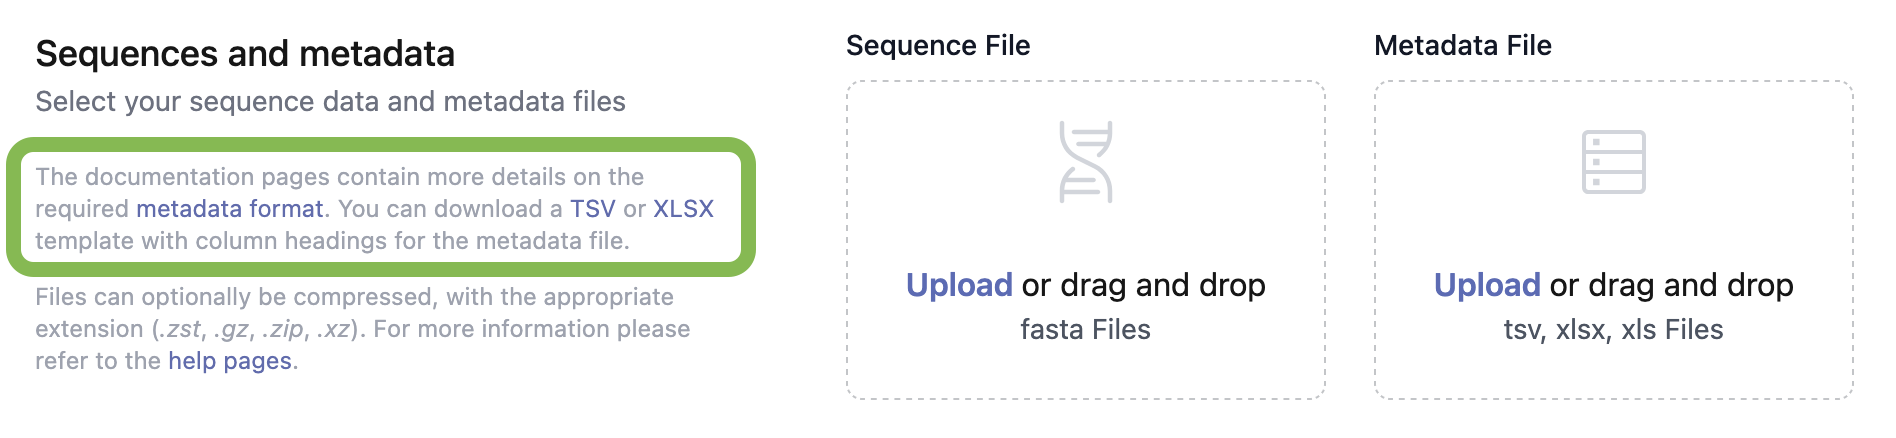 Sequences and metadata
Select your sequence data and metadata files
The documentation pages contain more details on the
required metadata format. You can download a TSV or XLSX
template with column headings for the metadata file.
Files can optionally be compressed, with the appropriate
extension (.zst, .gz, .zip, .xz). For more information please
refer to the help pages.
Sequence File
Upload or drag and drop
fasta Files
Metadata File
Upload or drag and drop
tsv, xlsx, xls Files